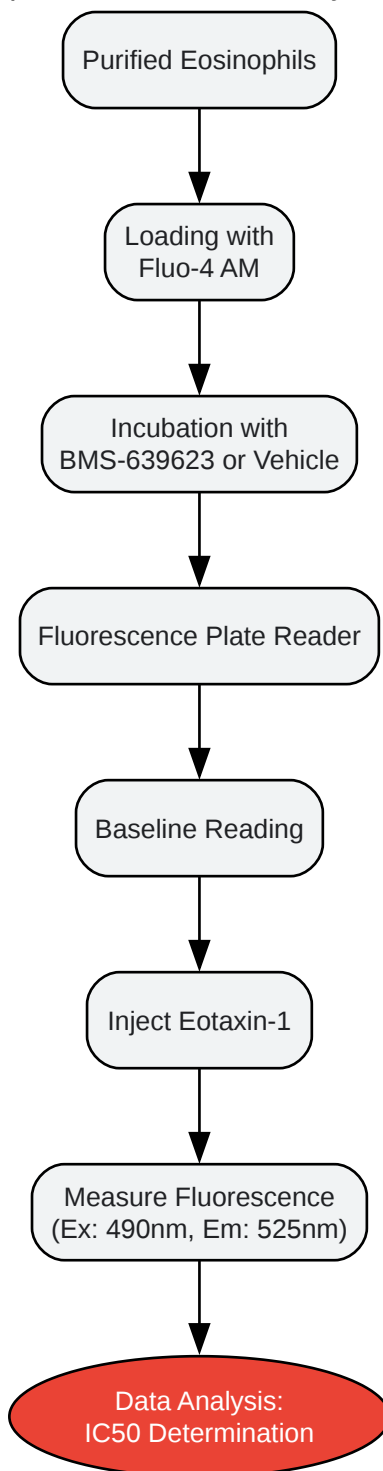 Purified Eosinophils
Loading with
Fluo-4 AM
Incubation with
BMS-639623 or Vehicle
Fluorescence Plate Reader
Baseline Reading
Inject Eotaxin-1
Measure Fluorescence
(Ex: 490nm, Em: 525nm)
Data Analysis:
IC50 Determination